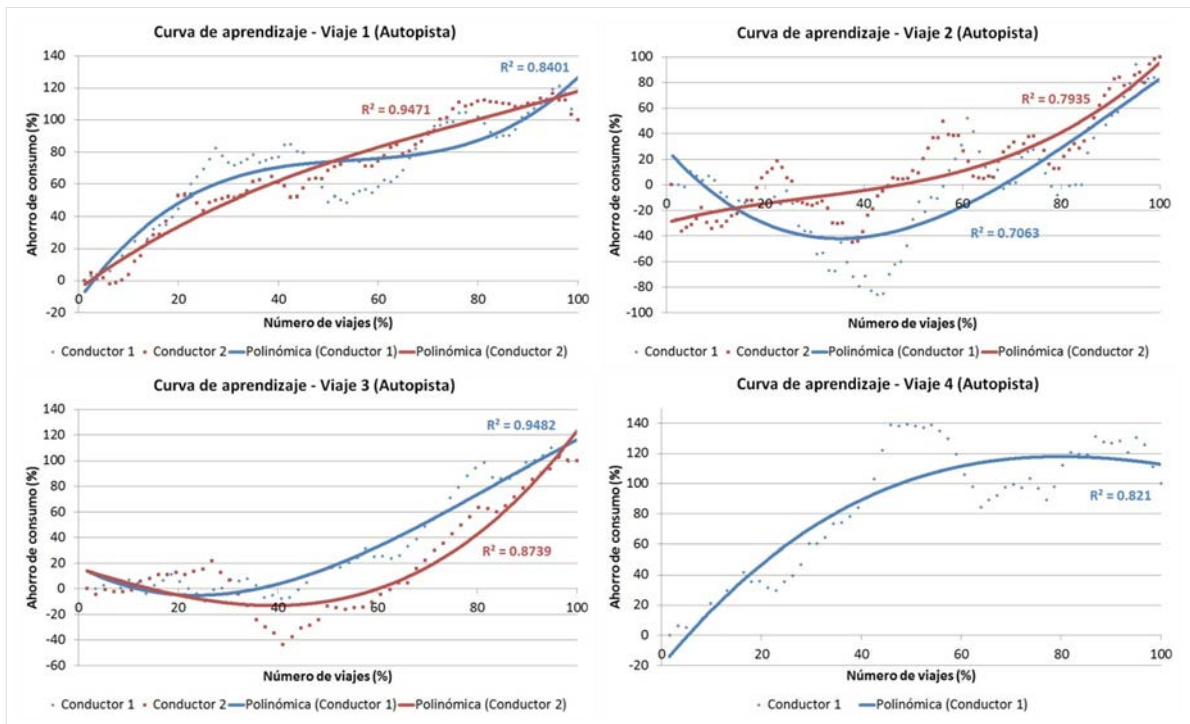 Curva de aprendizaje - Viaje 1 (Autopista)
Ahorro de consumo (%)
140
120
100
80
60
40
20
0
-20
R² = 0.8401
R² = 0.9471
0 20 40 60 80 100
Número de viajes (%)
Conductor 1 Conductor 2 Polinómica (Conductor 1) Polinómica (Conductor 2)
Curva de aprendizaje - Viaje 2 (Autopista)
Ahorro de consumo (%)
100
80
60
40
20
0
-20
-40
-60
-80
-100
R² = 0.7935
R² = 0.7063
0 20 40 60 80 100
Número de viajes (%)
Conductor 1 Conductor 2 Polinómica (Conductor 1) Polinómica (Conductor 2)
Curva de aprendizaje - Viaje 3 (Autopista)
Ahorro de consumo (%)
140
120
100
80
60
40
20
0
-20
-40
-60
R² = 0.9482
R² = 0.8739
0 20 40 60 80 100
Número de viajes (%)
Conductor 1 Conductor 2 Polinómica (Conductor 1) Polinómica (Conductor 2)
Curva de aprendizaje - Viaje 4 (Autopista)
Ahorro de consumo (%)
140
120
100
80
60
40
20
0
-20
R² = 0.821
0 20 40 60 80 100
Número de viajes (%)
Conductor 1 Polinómica (Conductor 1)